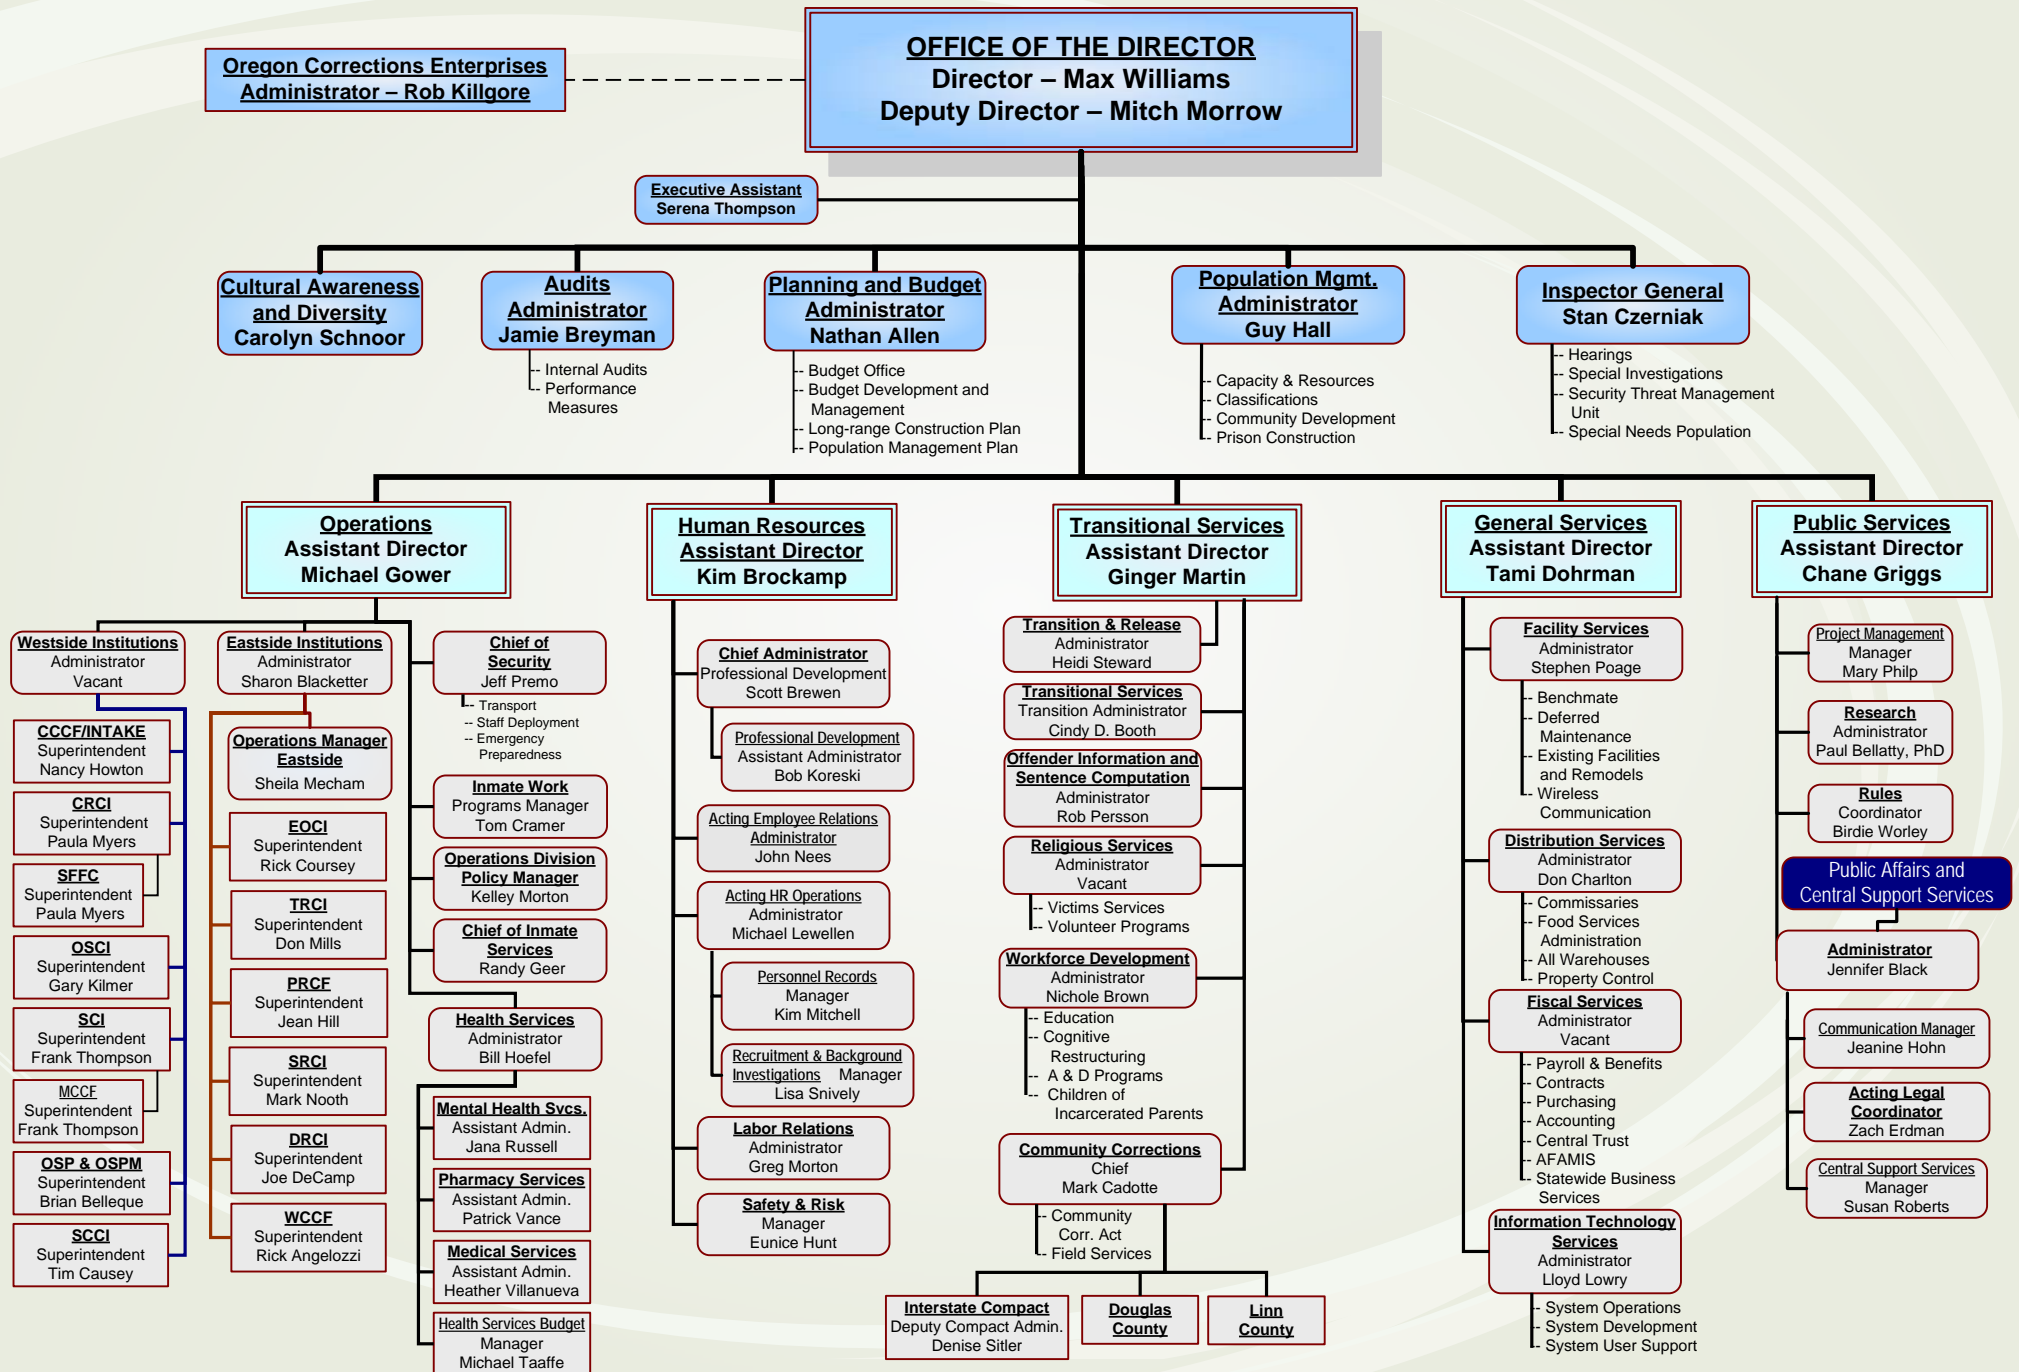 OFFICE OF THE DIRECTOR
Director – Max Williams
Deputy Director – Mitch Morrow
Oregon Corrections Enterprises
Administrator – Rob Killgore
Executive Assistant
Serena Thompson
Cultural Awareness
and Diversity
Carolyn Schnoor
Audits
Administrator
Jamie Breyman
-- Internal Audits
-- Performance
Measures
Planning and Budget
Administrator
Nathan Allen
-- Budget Office
-- Budget Development and
Management
-- Long-range Construction Plan
-- Population Management Plan
Population Mgmt.
Administrator
Guy Hall
-- Capacity & Resources
-- Classifications
-- Community Development
-- Prison Construction
Inspector General
Stan Czerniak
-- Hearings
-- Special Investigations
-- Security Threat Management
Unit
-- Special Needs Population
Operations
Assistant Director
Michael Gower
Westside Institutions
Administrator
Vacant
CCCF/INTAKE
Superintendent
Nancy Howton
CRCI
Superintendent
Paula Myers
SFFC
Superintendent
Paula Myers
OSCI
Superintendent
Gary Kilmer
SCI
Superintendent
Frank Thompson
MCCF
Superintendent
Frank Thompson
OSP & OSPM
Superintendent
Brian Belleque
SCCI
Superintendent
Tim Causey
Eastside Institutions
Administrator
Sharon Blacketter
Operations Manager
Eastside
Sheila Mecham
EOCI
Superintendent
Rick Coursey
TRCI
Superintendent
Don Mills
PRCF
Superintendent
Jean Hill
SRCI
Superintendent
Mark Nooth
DRCI
Superintendent
Joe DeCamp
WCCF
Superintendent
Rick Angelozzi
Chief of
Security
Jeff Premo
-- Transport
-- Staff Deployment
-- Emergency
Preparedness
Inmate Work
Programs Manager
Tom Cramer
Operations Division
Policy Manager
Kelley Morton
Chief of Inmate
Services
Randy Geer
Health Services
Administrator
Bill Hoefel
Mental Health Svcs.
Assistant Admin.
Jana Russell
Pharmacy Services
Assistant Admin.
Patrick Vance
Medical Services
Assistant Admin.
Heather Villanueva
Health Services Budget
Manager
Michael Taaffe
Human Resources
Assistant Director
Kim Brockamp
Chief Administrator
Professional Development
Scott Brewen
Professional Development
Assistant Administrator
Bob Koreski
Acting Employee Relations
Administrator
John Nees
Acting HR Operations
Administrator
Michael Lewellen
Personnel Records
Manager
Kim Mitchell
Recruitment & Background
Investigations Manager
Lisa Snively
Labor Relations
Administrator
Greg Morton
Safety & Risk
Manager
Eunice Hunt
Transitional Services
Assistant Director
Ginger Martin
Transition & Release
Administrator
Heidi Steward
Transitional Services
Transition Administrator
Cindy D. Booth
Offender Information and
Sentence Computation
Administrator
Rob Persson
Religious Services
Administrator
Vacant
-- Victims Services
-- Volunteer Programs
Workforce Development
Administrator
Nichole Brown
-- Education
-- Cognitive
Restructuring
-- A & D Programs
-- Children of
Incarcerated Parents
Community Corrections
Chief
Mark Cadotte
-- Community
Corr. Act
-- Field Services
Interstate Compact
Deputy Compact Admin.
Denise Sitler
Douglas
County
Linn
County
General Services
Assistant Director
Tami Dohrman
Facility Services
Administrator
Stephen Poage
-- Benchmate
-- Deferred
Maintenance
-- Existing Facilities
and Remodels
-- Wireless
Communication
Distribution Services
Administrator
Don Charlton
-- Commissaries
-- Food Services
Administration
-- All Warehouses
-- Property Control
Fiscal Services
Administrator
Vacant
-- Payroll & Benefits
-- Contracts
-- Purchasing
-- Accounting
-- Central Trust
-- AFAMIS
-- Statewide Business
Services
Information Technology
Services
Administrator
Lloyd Lowry
-- System Operations
-- System Development
-- System User Support
Public Services
Assistant Director
Chane Griggs
Project Management
Manager
Mary Philp
Research
Administrator
Paul Bellatty, PhD
Rules
Coordinator
Birdie Worley
Public Affairs and
Central Support Services
Administrator
Jennifer Black
Communication Manager
Jeanine Hohn
Acting Legal
Coordinator
Zach Erdman
Central Support Services
Manager
Susan Roberts